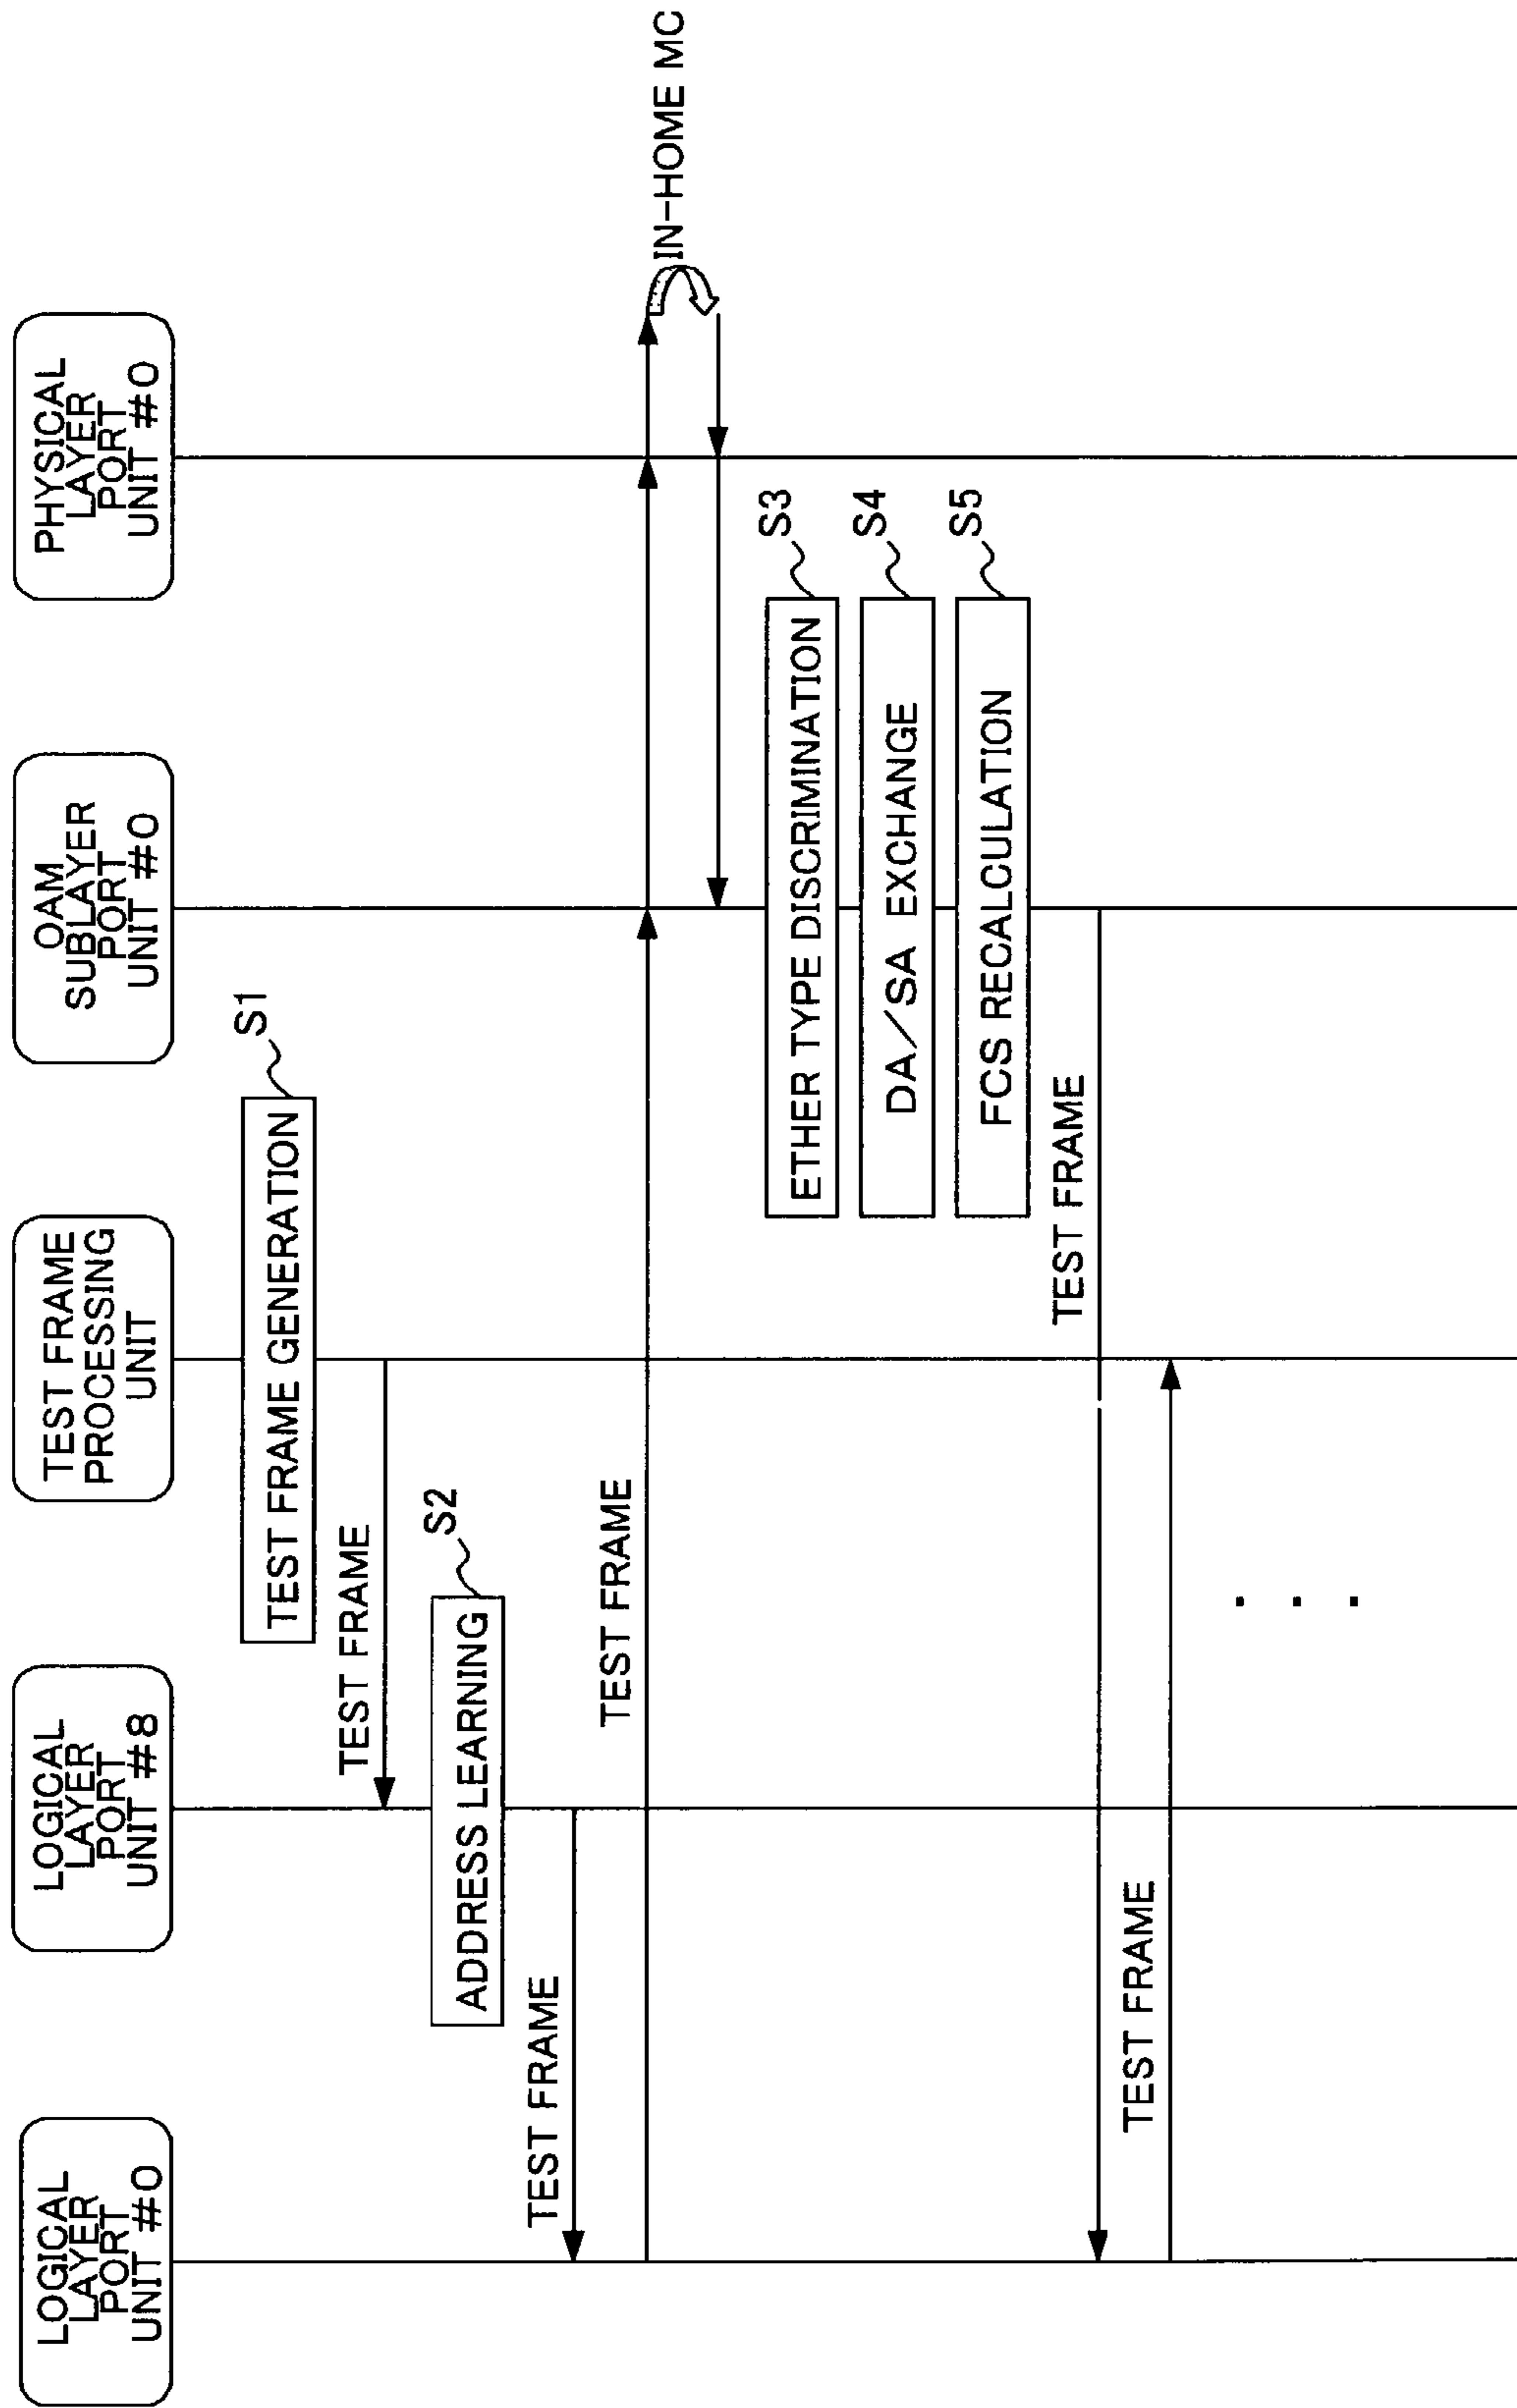 LOGICAL
LAYER
PORT
UNIT #0
LOGICAL
LAYER
PORT
UNIT #8
TEST FRAME
PROCESSING
UNIT
OAM
SUBLAYER
PORT
UNIT #0
PHYSICAL
LAYER
PORT
UNIT #0
S1
TEST FRAME GENERATION
TEST FRAME
S2
ADDRESS LEARNING
TEST FRAME
TEST FRAME
IN-HOME MC
S3
ETHER TYPE DISCRIMINATION
S4
DA/SA EXCHANGE
S5
FCS RECALCULATION
TEST FRAME
TEST FRAME
. . .